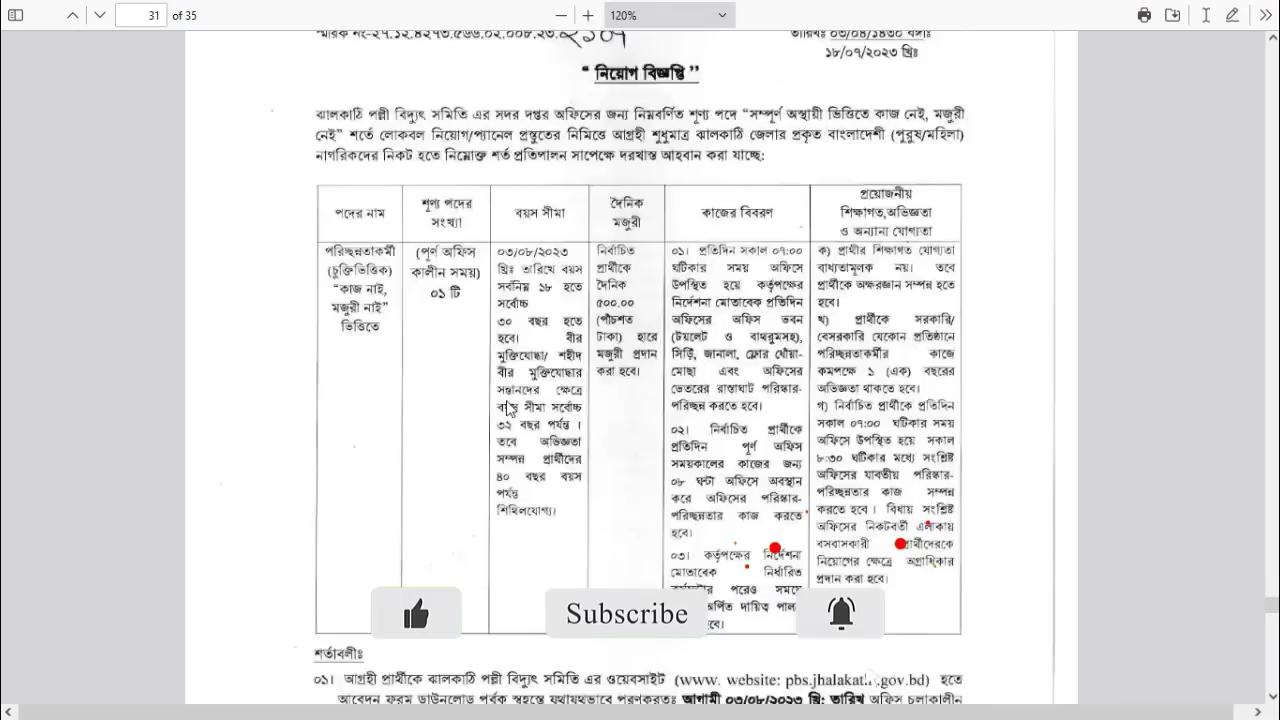 31 of 35
120%
স্মারক নং-২৭.১২.৪২৭৩.৫৬৬.০২.০০৮.২৩.২১০৭
তারিখঃ ০৩/০৪/১৪৩০ বঙ্গাঃ
১৮/০৭/২০২৩ খ্রিঃ
“ নিয়োগ বিজ্ঞপ্তি ”
ঝালকাঠি পল্লী বিদ্যুৎ সমিতি এর সদর দপ্তর অফিসের জন্য নিম্নবর্ণিত শূণ্য পদে “সম্পূর্ণ অস্থায়ী ভিত্তিতে কাজ নেই, মজুরী
নেই” শর্তে লোকবল নিয়োগ/প্যানেল প্রস্তুতের নিমিত্তে আগ্রহী শুধুমাত্র ঝালকাঠি জেলার প্রকৃত বাংলাদেশী (পুরুষ/মহিলা)
নাগরিকদের নিকট হতে নিম্নোক্ত শর্ত প্রতিপালন সাপেক্ষে দরখাস্ত আহবান করা যাচ্ছে:
পদের নাম
শূণ্য পদের
সংখ্যা
বয়স সীমা
দৈনিক
মজুরী
কাজের বিবরণ
প্রয়োজনীয়
শিক্ষাগত,অভিজ্ঞতা
ও অন্যান্য যোগ্যতা
পরিচ্ছন্নতাকর্মী
(চুক্তিভিত্তিক)
“কাজ নাই,
মজুরী নাই”
ভিত্তিতে
(পূর্ণ অফিস
কালীন সময়)
০১ টি
০৩/০৮/২০২৩
খ্রিঃ তারিখে বয়স
সর্বনিম্ন ১৮ হতে
সর্বোচ্চ
৩০ বছর হতে
হবে। বীর
মুক্তিযোদ্ধা/ শহীদ
বীর মুক্তিযোদ্ধার
সন্তানদের ক্ষেত্রে
বয়স সীমা সর্বোচ্চ
৩২ বছর পর্যন্ত ।
তবে অভিজ্ঞতা
সম্পন্ন প্রার্থীদের
৪০ বছর বয়স
পর্যন্ত
শিথিলযোগ্য।
নির্বাচিত
প্রার্থীকে
দৈনিক
৫০০.০০
(পাঁচশত
টাকা) হারে
মজুরী প্রদান
করা হবে।
০১। প্রতিদিন সকাল ০৭:০০
ঘটিকার সময় অফিসে
উপস্থিত হয়ে কর্তৃপক্ষের
নির্দেশনা মোতাবেক প্রতিদিন
অফিসের অফিস ভবন
(টয়লেট ও বাথরুমসহ),
সিড়িঁ, জানালা, ফ্লোর ধোঁয়া-
মোছা এবং অফিসের
ভেতরের রাস্তাঘাট পরিস্কার-
পরিচ্ছন্ন করতে হবে।
০২। নির্বাচিত প্রার্থীকে
প্রতিদিন পূর্ণ অফিস
সময়কালের কাজের জন্য
০৮ ঘন্টা অফিসে অবস্থান
করে অফিসের পরিস্কার-
পরিচ্ছন্নতার কাজ করতে
হবে।
০৩। কর্তৃপক্ষের নির্দেশনা
মোতাবেক নির্ধারিত
পরেও সময়ে
অর্পিত দায়িত্ব
ক) প্রার্থীর শিক্ষাগত যোগ্যতা
বাধ্যতামূলক নয়। তবে
প্রার্থীকে অক্ষরজ্ঞান সম্পন্ন হতে
হবে।
খ) প্রার্থীকে সরকারি/
বেসরকারি যেকোন প্রতিষ্ঠানে
পরিচ্ছন্নতাকর্মীর কাজে
কমপক্ষে ১ (এক) বছরের
অভিজ্ঞতা থাকতে হবে।
গ) নির্বাচিত প্রার্থীকে প্রতিদিন
সকাল ০৭:০০ ঘটিকার সময়
অফিসে উপস্থিত হয়ে সকাল
৮:৩০ ঘটিকার মধ্যে সংশ্লিষ্ট
অফিসের যাবতীয় পরিস্কার-
পরিচ্ছন্নতার কাজ সম্পন্ন
করতে হবে । বিধায় সংশ্লিষ্ট
অফিসের নিকটবর্তী এলাকায়
বসবাসকারী প্রার্থীদেরকে
নিয়োগের ক্ষেত্রে অগ্রাধিকার
প্রদান করা হবে।
Subscribe
শর্তাবলীঃ
০১। আগ্রহী প্রার্থীকে ঝালকাঠি পল্লী বিদ্যুৎ সমিতি এর ওয়েবসাইট (www. website: pbs.jhalakathi.gov.bd) হতে
আবেদন ফরম ডাউনলোড পূর্বক স্বহস্তে যথাযথভাবে পূরণকরতঃ আগামী ০৩/০৮/২০২৩ খ্রি: তারিখ অফিস চলাকালীন